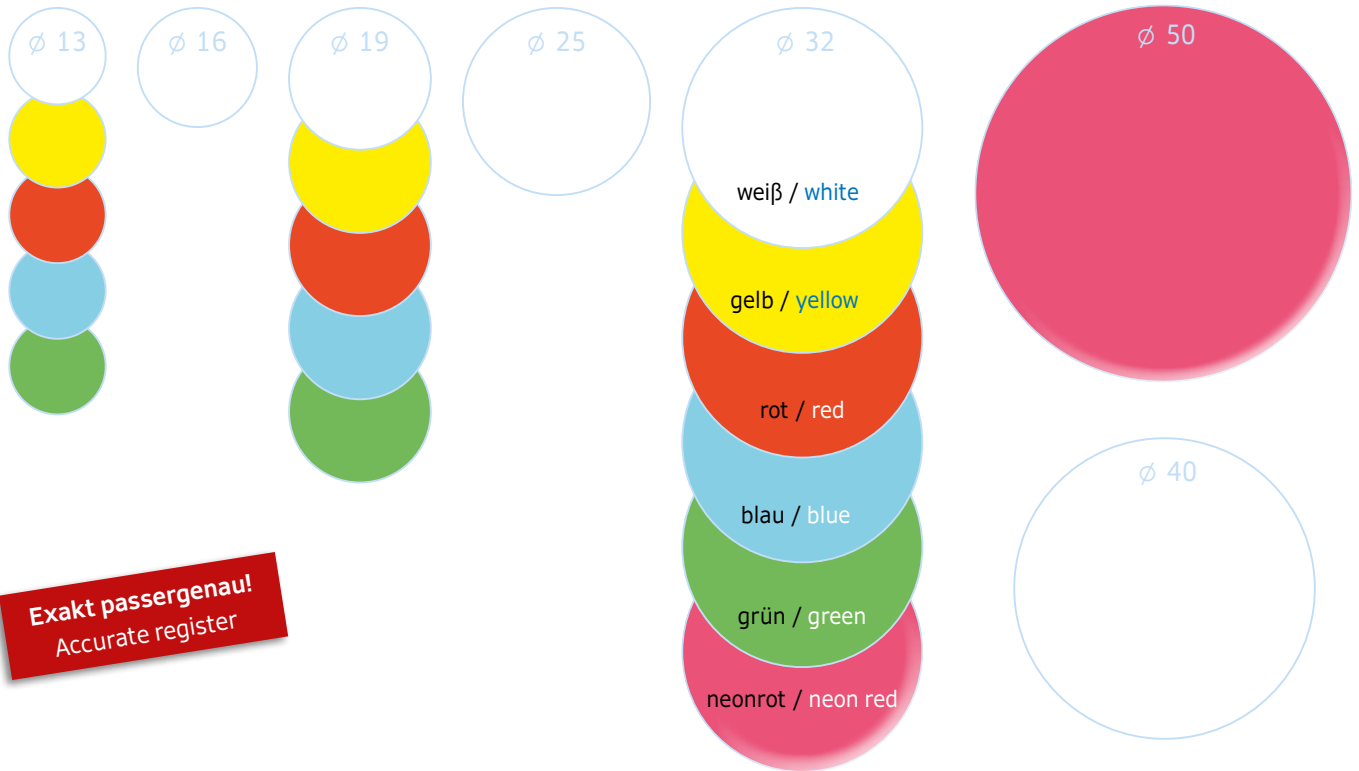 ∅ 13
∅ 16
∅ 19
∅ 25
∅ 32
∅ 50
weiß / white
gelb / yellow
rot / red
∅ 40
blau / blue
grün / green
Exakt passergenau!
Accurate register
neonrot / neon red